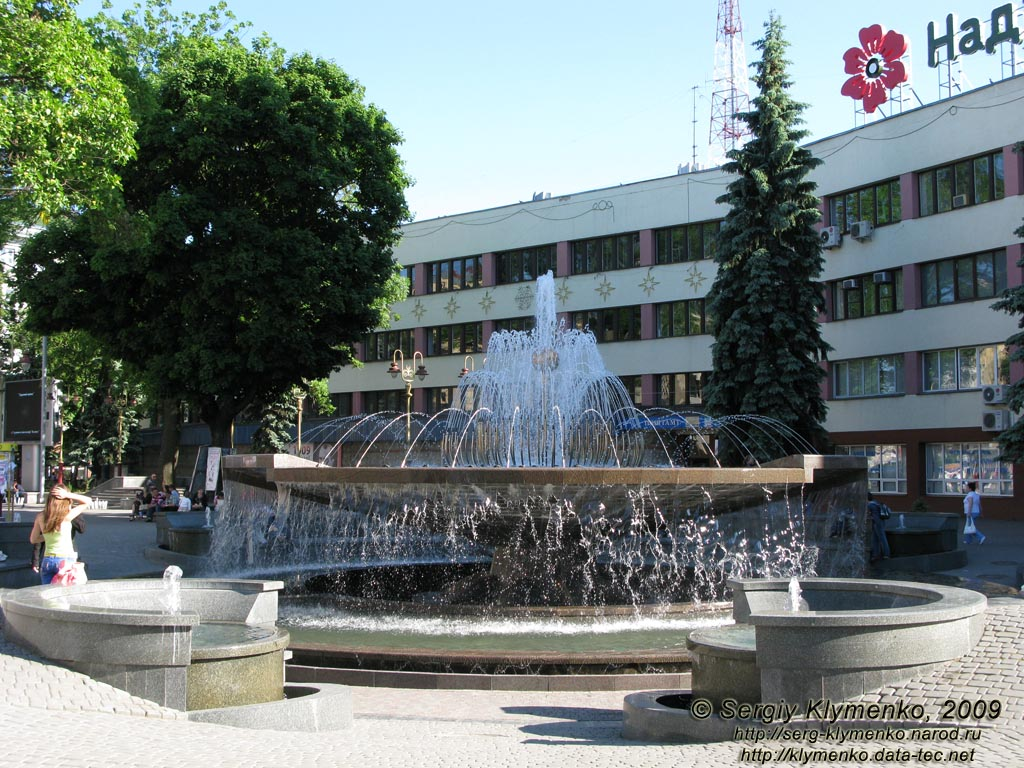 Над
© Sergiy Klymenko, 2009
http://serg-klymenko.narod.ru
http://klymenko.data-tec.net